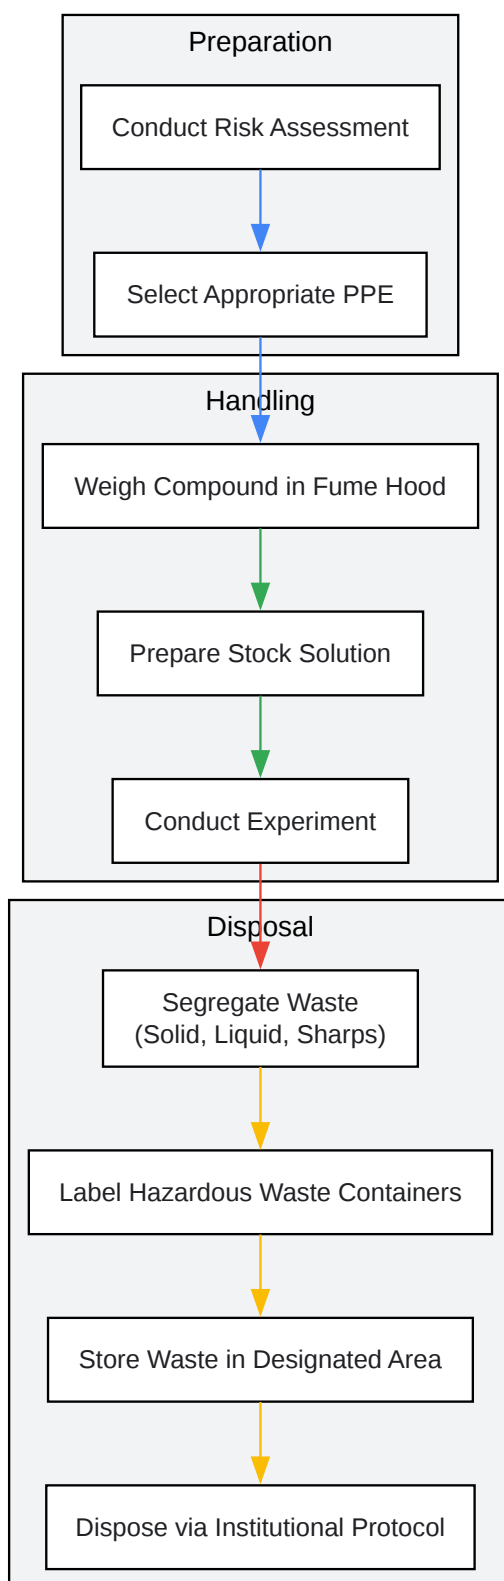 Preparation
Conduct Risk Assessment
Select Appropriate PPE
Handling
Weigh Compound in Fume Hood
Prepare Stock Solution
Conduct Experiment
Disposal
Segregate Waste
(Solid, Liquid, Sharps)
Label Hazardous Waste Containers
Store Waste in Designated Area
Dispose via Institutional Protocol